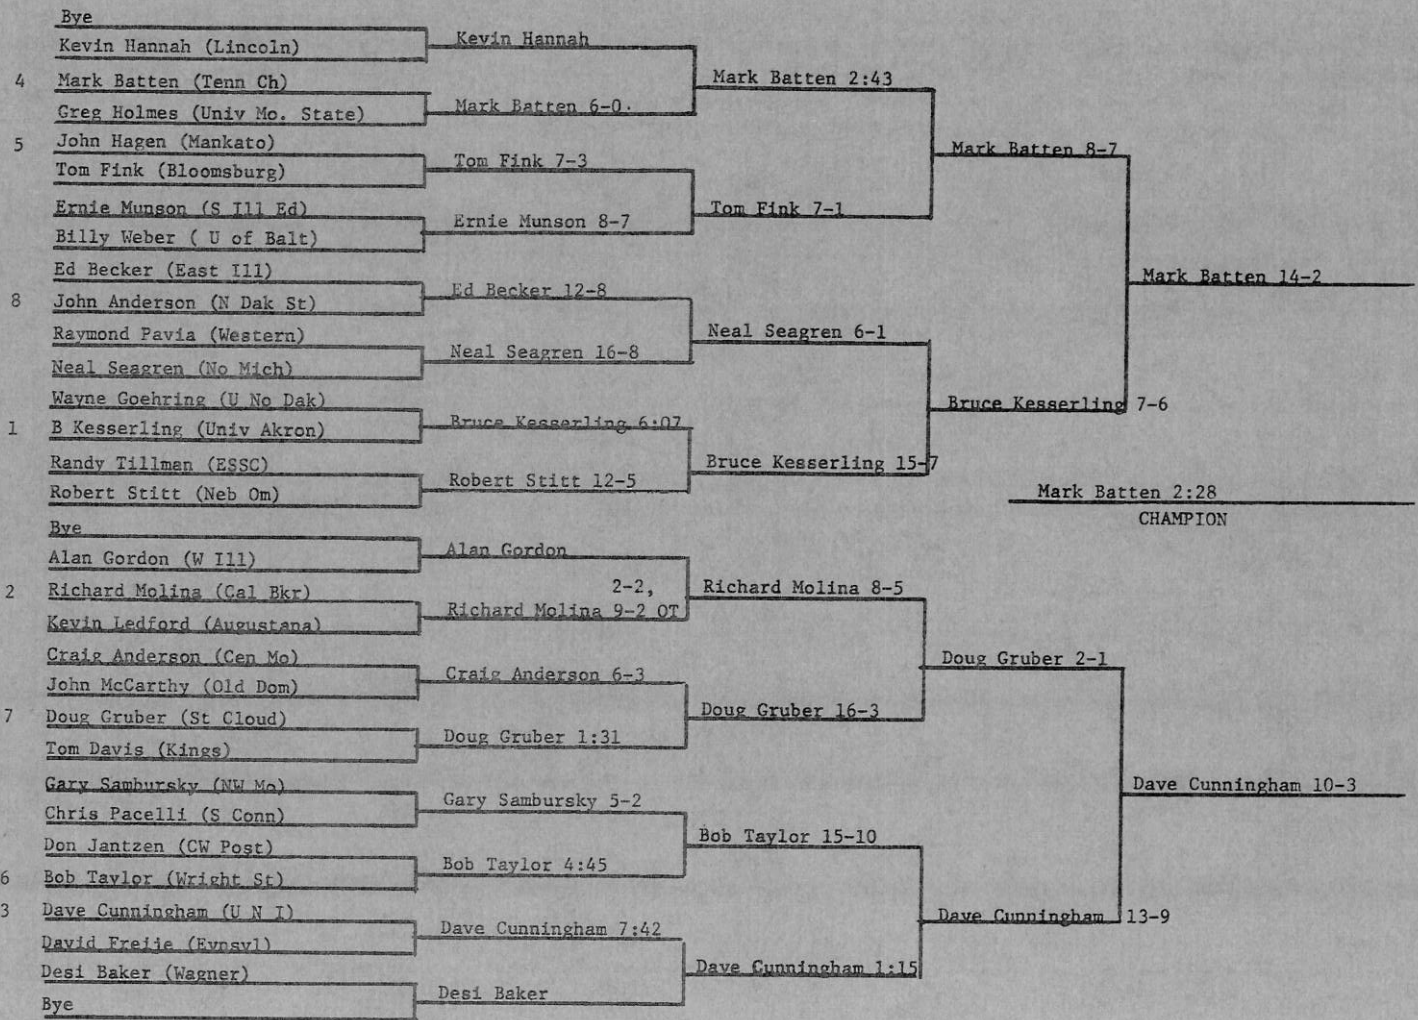 Bye
Kevin Hannah (Lincoln)
Kevin Hannah
4 Mark Batten (Tenn Ch)
Greg Holmes (Univ Mo. State)
Mark Batten 6-0.
Mark Batten 2:43
5 John Hagen (Mankato)
Tom Fink (Bloomsburg)
Tom Fink 7-3
Ernie Munson (S Ill Ed)
Billy Weber ( U of Balt)
Ernie Munson 8-7
Tom Fink 7-1
Mark Batten 8-7
Ed Becker (East Ill)
8 John Anderson (N Dak St)
Ed Becker 12-8
Raymond Pavia (Western)
Neal Seagren (No Mich)
Neal Seagren 16-8
Neal Seagren 6-1
Wayne Goehring (U No Dak)
1 B Kesserling (Univ Akron)
Bruce Kesserling 6:07
Randy Tillman (ESSC)
Robert Stitt (Neb Om)
Robert Stitt 12-5
Bruce Kesserling 15-7
Bruce Kesserling 7-6
Mark Batten 14-2
Mark Batten 2:28
CHAMPION
Bye
Alan Gordon (W Ill)
Alan Gordon
2 Richard Molina (Cal Bkr)
Kevin Ledford (Augustana)
2-2,
Richard Molina 9-2 OT
Richard Molina 8-5
Craig Anderson (Cen Mo)
John McCarthy (Old Dom)
Craig Anderson 6-3
7 Doug Gruber (St Cloud)
Tom Davis (Kings)
Doug Gruber 1:31
Doug Gruber 16-3
Doug Gruber 2-1
Gary Sambursky (NW Mo)
Chris Pacelli (S Conn)
Gary Sambursky 5-2
Don Jantzen (CW Post)
6 Bob Taylor (Wright St)
Bob Taylor 4:45
Bob Taylor 15-10
3 Dave Cunningham (U N I)
David Freije (Evnsvl)
Dave Cunningham 7:42
Desi Baker (Wagner)
Bye
Desi Baker
Dave Cunningham 1:15
Dave Cunningham 13-9
Dave Cunningham 10-3